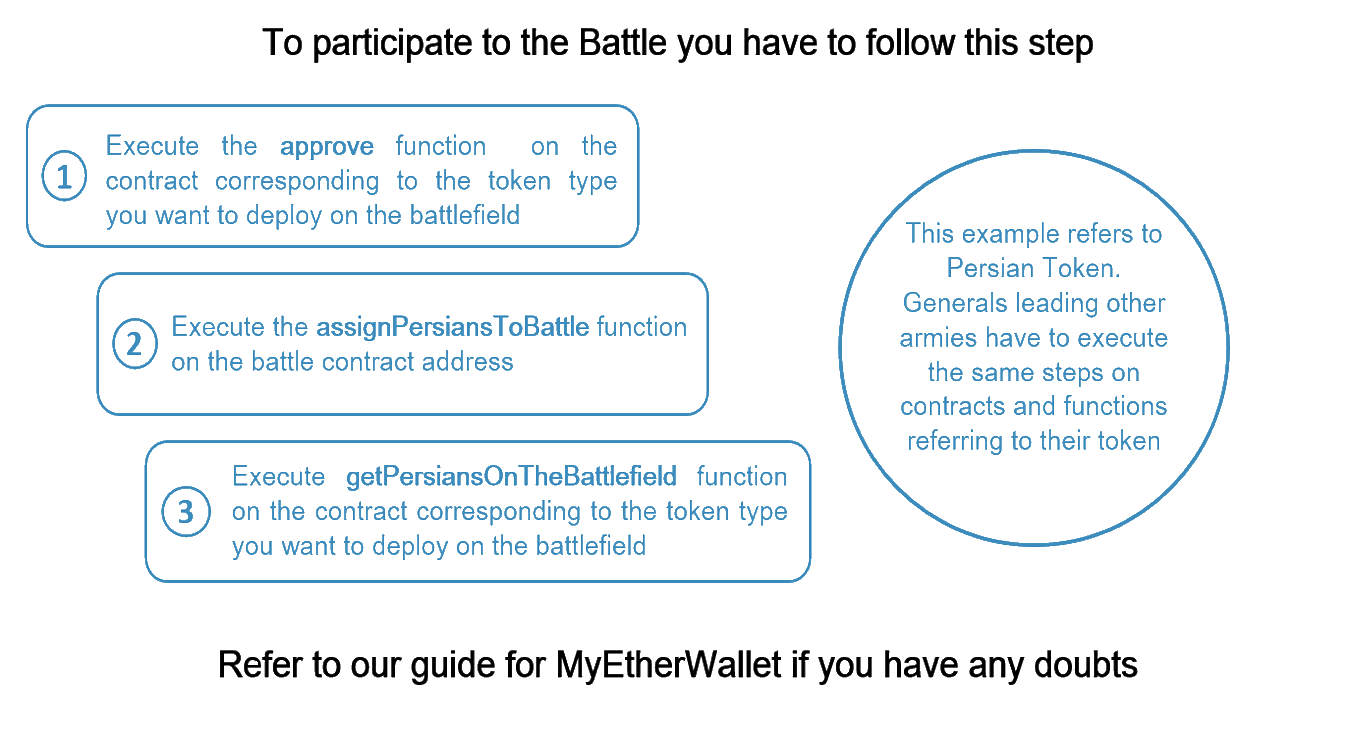 To participate to the Battle you have to follow this step
1
Execute the approve function on the
contract corresponding to the token type
you want to deploy on the battlefield
2
Execute the assignPersiansToBattle function
on the battle contract address
3
Execute getPersiansOnTheBattlefield function
on the contract corresponding to the token type
you want to deploy on the battlefield
This example refers to
Persian Token.
Generals leading other
armies have to execute
the same steps on
contracts and functions
referring to their token
Refer to our guide for MyEtherWallet if you have any doubts